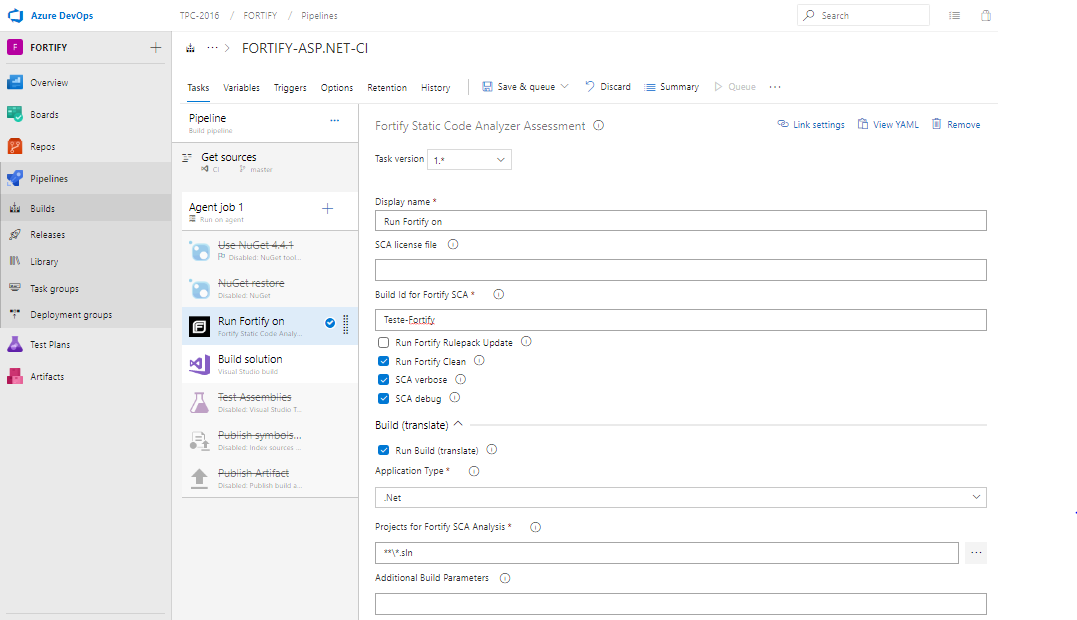 Azure DevOps
TPC-2016 / FORTIFY / Pipelines
Search
F FORTIFY
Overview
Boards
Repos
Pipelines
Builds
Releases
Library
Task groups
Deployment groups
Test Plans
Artifacts
··· > FORTIFY-ASP.NET-CI
Tasks Variables Triggers Options Retention History Save & queue Discard Summary Queue ···
Pipeline ···
Build pipeline
Get sources
CI master
Agent job 1
Run on agent
Use NuGet 4.4.1
Disabled: NuGet tool...
NuGet restore
Disabled: NuGet
Run Fortify on
Fortify Static Code Analy...
Build solution
Visual Studio build
Test Assemblies
Disabled: Visual Studio T...
Publish symbols...
Disabled: Index sources ...
Publish Artifact
Disabled: Publish build a...
Fortify Static Code Analyzer Assessment
Link settings View YAML Remove
Task version 1.*
Display name *
Run Fortify on
SCA license file
Build Id for Fortify SCA *
Teste-Fortify
Run Fortify Rulepack Update
Run Fortify Clean
SCA verbose
SCA debug
Build (translate)
Run Build (translate)
Application Type *
.Net
Projects for Fortify SCA Analysis *
**\*.sln
···
Additional Build Parameters